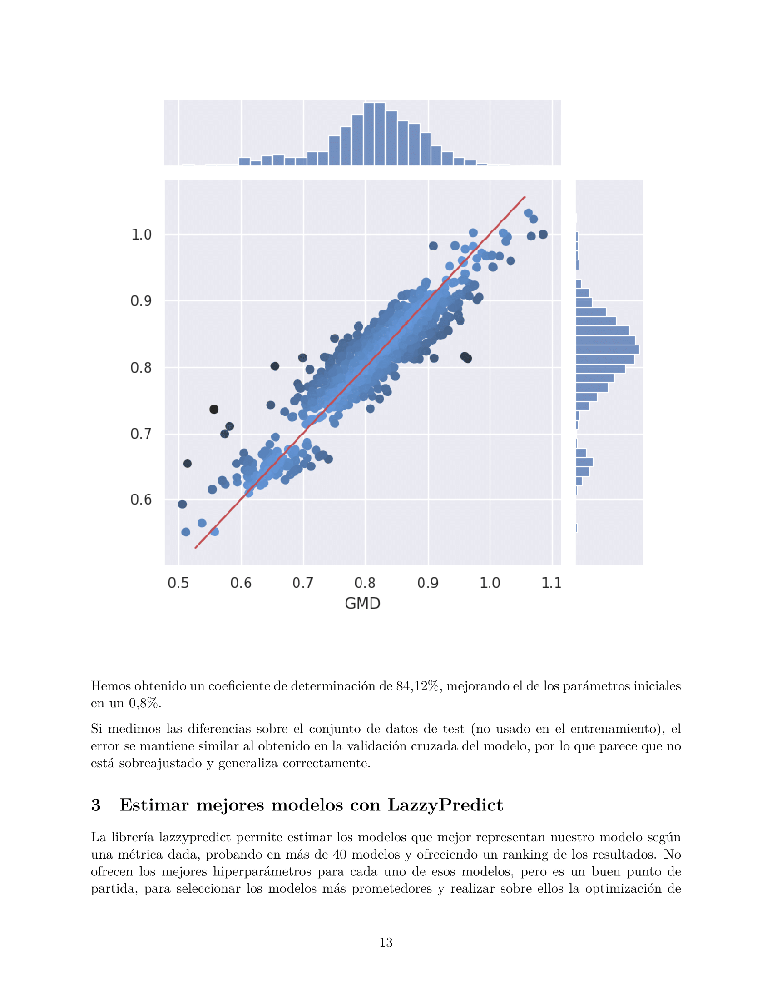 1.0
0.9
0.8
0.7
0.6
0.5 0.6 0.7 0.8 0.9 1.0 1.1
GMD
Hemos obtenido un coeficiente de determinación de 84,12%, mejorando el de los parámetros iniciales
en un 0,8%.
Si medimos las diferencias sobre el conjunto de datos de test (no usado en el entrenamiento), el
error se mantiene similar al obtenido en la validación cruzada del modelo, por lo que parece que no
está sobreajustado y generaliza correctamente.
3 Estimar mejores modelos con LazzyPredict
La librería lazzypredict permite estimar los modelos que mejor representan nuestro modelo según
una métrica dada, probando en más de 40 modelos y ofreciendo un ranking de los resultados. No
ofrecen los mejores hiperparámetros para cada uno de esos modelos, pero es un buen punto de
partida, para seleccionar los modelos más prometedores y realizar sobre ellos la optimización de
13